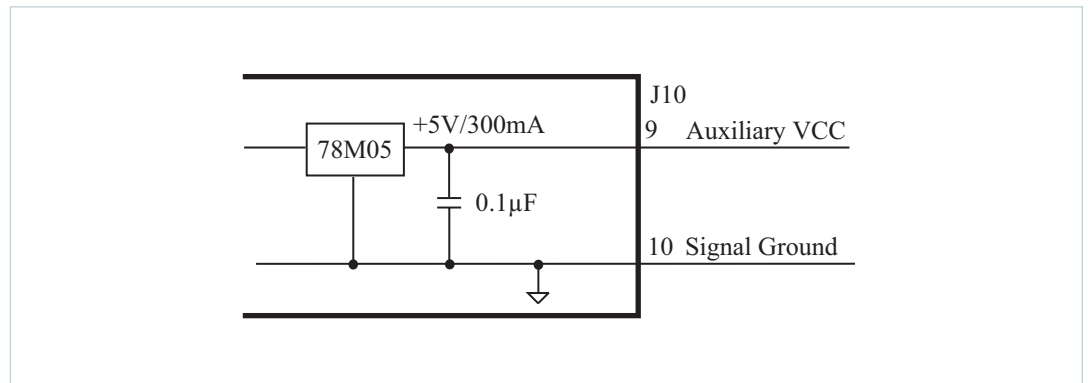 J10
+5V/300mA
9 Auxiliary VCC
78M05
0.1µF
10 Signal Ground